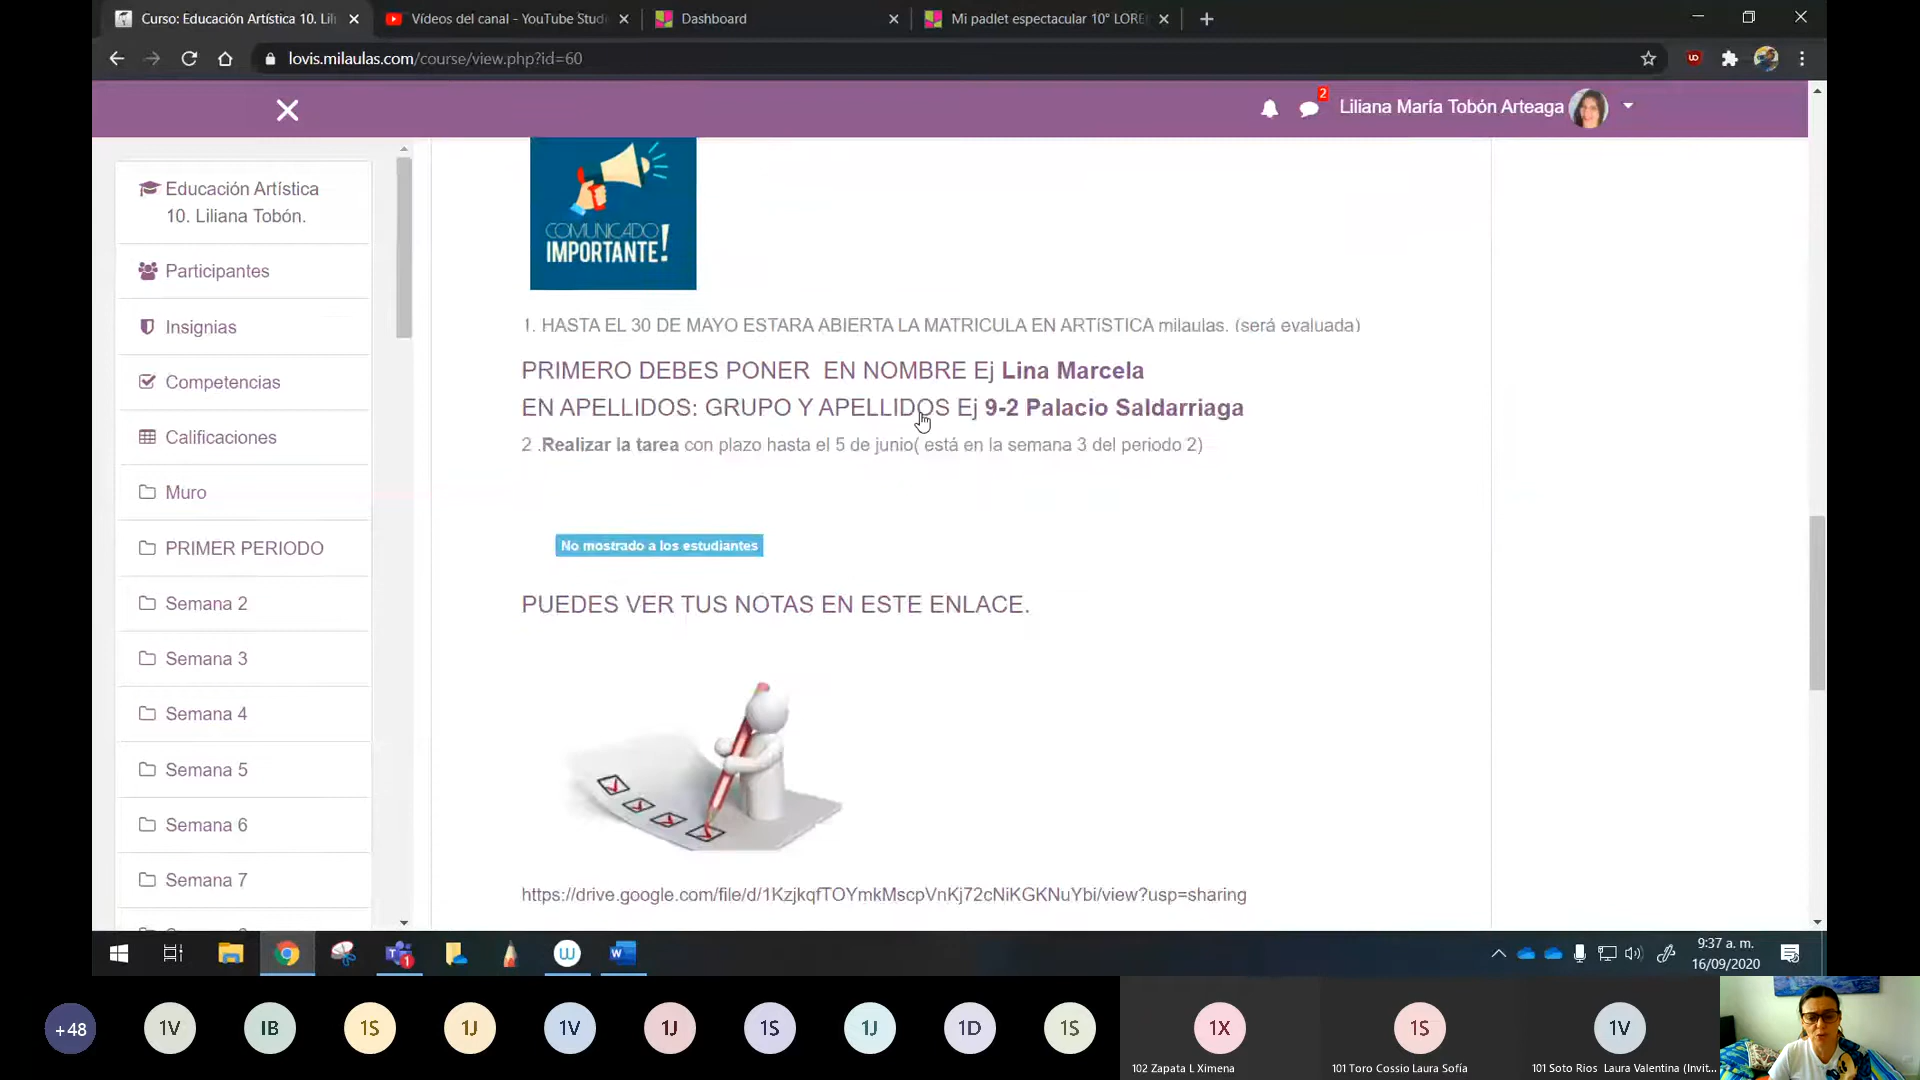 Curso: Educación Artística 10. Lil
Vídeos del canal - YouTube Stud
Dashboard
Mi padlet espectacular 10° LORE
lovis.milaulas.com/course/view.php?id=60
2
Liliana María Tobón Arteaga
Educación Artística
10. Liliana Tobón.
Participantes
Insignias
Competencias
Calificaciones
Muro
PRIMER PERIODO
Semana 2
Semana 3
Semana 4
Semana 5
Semana 6
Semana 7
COMUNICADO
IMPORTANTE!
1. HASTA EL 30 DE MAYO ESTARA ABIERTA LA MATRICULA EN ARTíSTICA milaulas. (será evaluada)
PRIMERO DEBES PONER EN NOMBRE Ej Lina Marcela
EN APELLIDOS: GRUPO Y APELLIDOS Ej 9-2 Palacio Saldarriaga
2 .Realizar la tarea con plazo hasta el 5 de junio( está en la semana 3 del periodo 2)
No mostrado a los estudiantes
PUEDES VER TUS NOTAS EN ESTE ENLACE.
https://drive.google.com/file/d/1KzjkqfTOYmkMscpVnKj72cNiKGKNuYbi/view?usp=sharing
9:37 a. m.
16/09/2020
+48
1V
IB
1S
1J
1V
1J
1S
1J
1D
1S
1X
1S
1V
102 Zapata L Ximena
101 Toro Cossio Laura Sofía
101 Soto Rios Laura Valentina (Invit...